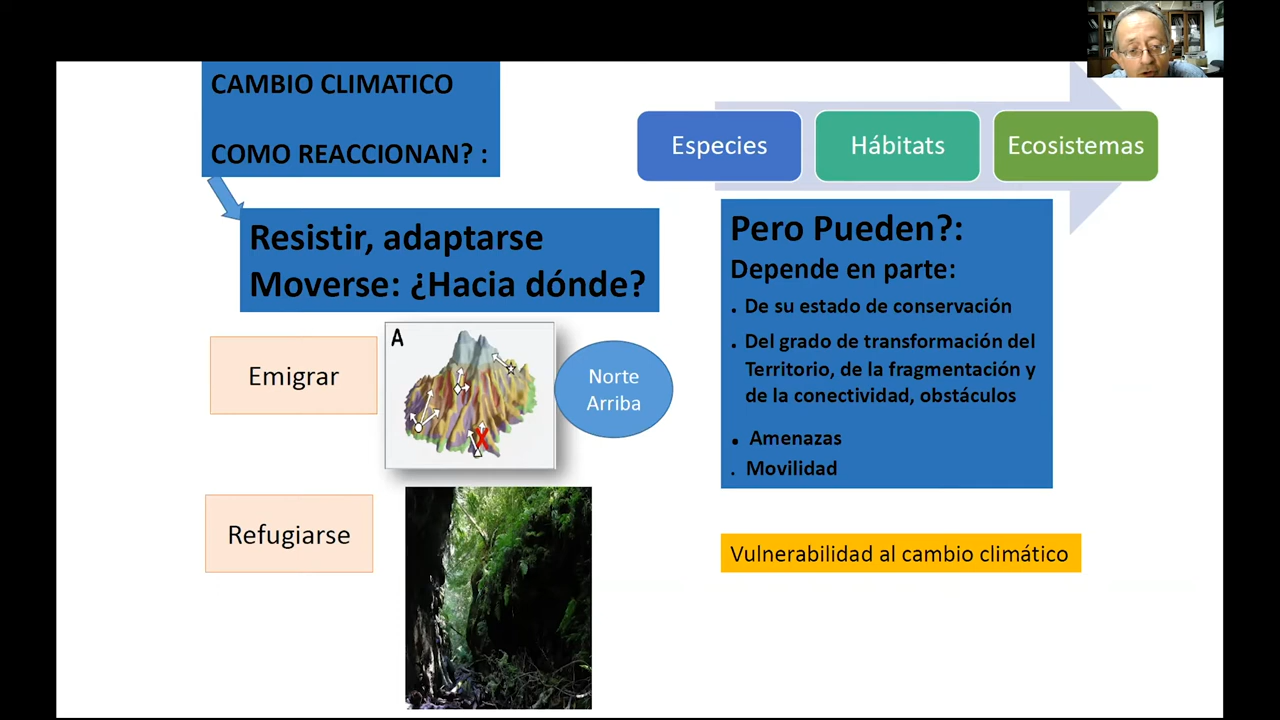 CAMBIO CLIMATICO
COMO REACCIONAN? :
Especies
Hábitats
Ecosistemas
Resistir, adaptarse
Moverse: ¿Hacia dónde?
Emigrar
A
Norte
Arriba
Refugiarse
Pero Pueden?:
Depende en parte:
. De su estado de conservación
. Del grado de transformación del
Territorio, de la fragmentación y
de la conectividad, obstáculos
. Amenazas
. Movilidad
Vulnerabilidad al cambio climático